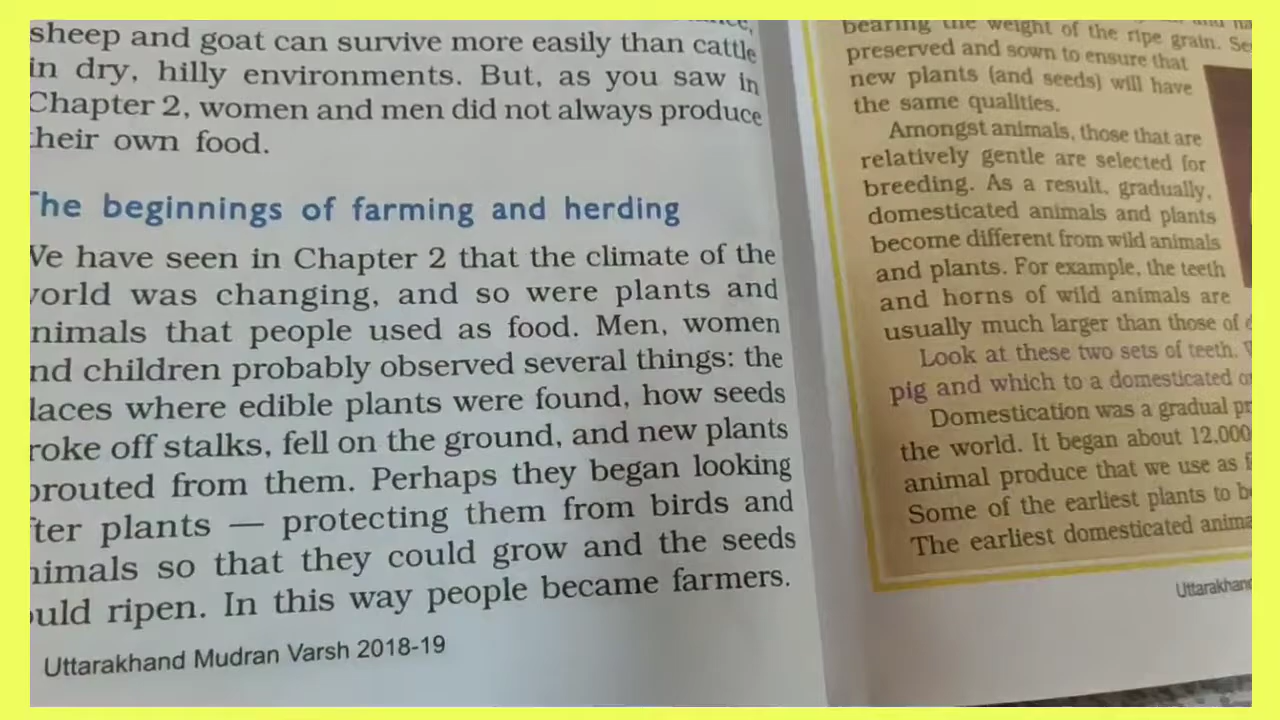 sheep and goat can survive more easily than cattle
in dry, hilly environments. But, as you saw in
Chapter 2, women and men did not always produce
their own food.
The beginnings of farming and herding
We have seen in Chapter 2 that the climate of the
world was changing, and so were plants and
animals that people used as food. Men, women
and children probably observed several things: the
places where edible plants were found, how seeds
broke off stalks, fell on the ground, and new plants
sprouted from them. Perhaps they began looking
after plants — protecting them from birds and
animals so that they could grow and the seeds
could ripen. In this way people became farmers.
Uttarakhand Mudran Varsh 2018-19
bearing the weight of the ripe grain.
preserved and sown to ensure that
new plants (and seeds) will have
the same qualities.
Amongst animals, those that are
relatively gentle are selected for
breeding. As a result, gradually,
domesticated animals and plants
become different from wild animals
and plants. For example, the teeth
and horns of wild animals are
usually much larger than those of
Look at these two sets of teeth.
pig and which to a domesticated
Domestication was a gradual
the world. It began about 12,000
animal produce that we use as
Some of the earliest plants to
The earliest domesticated
Uttarakhand